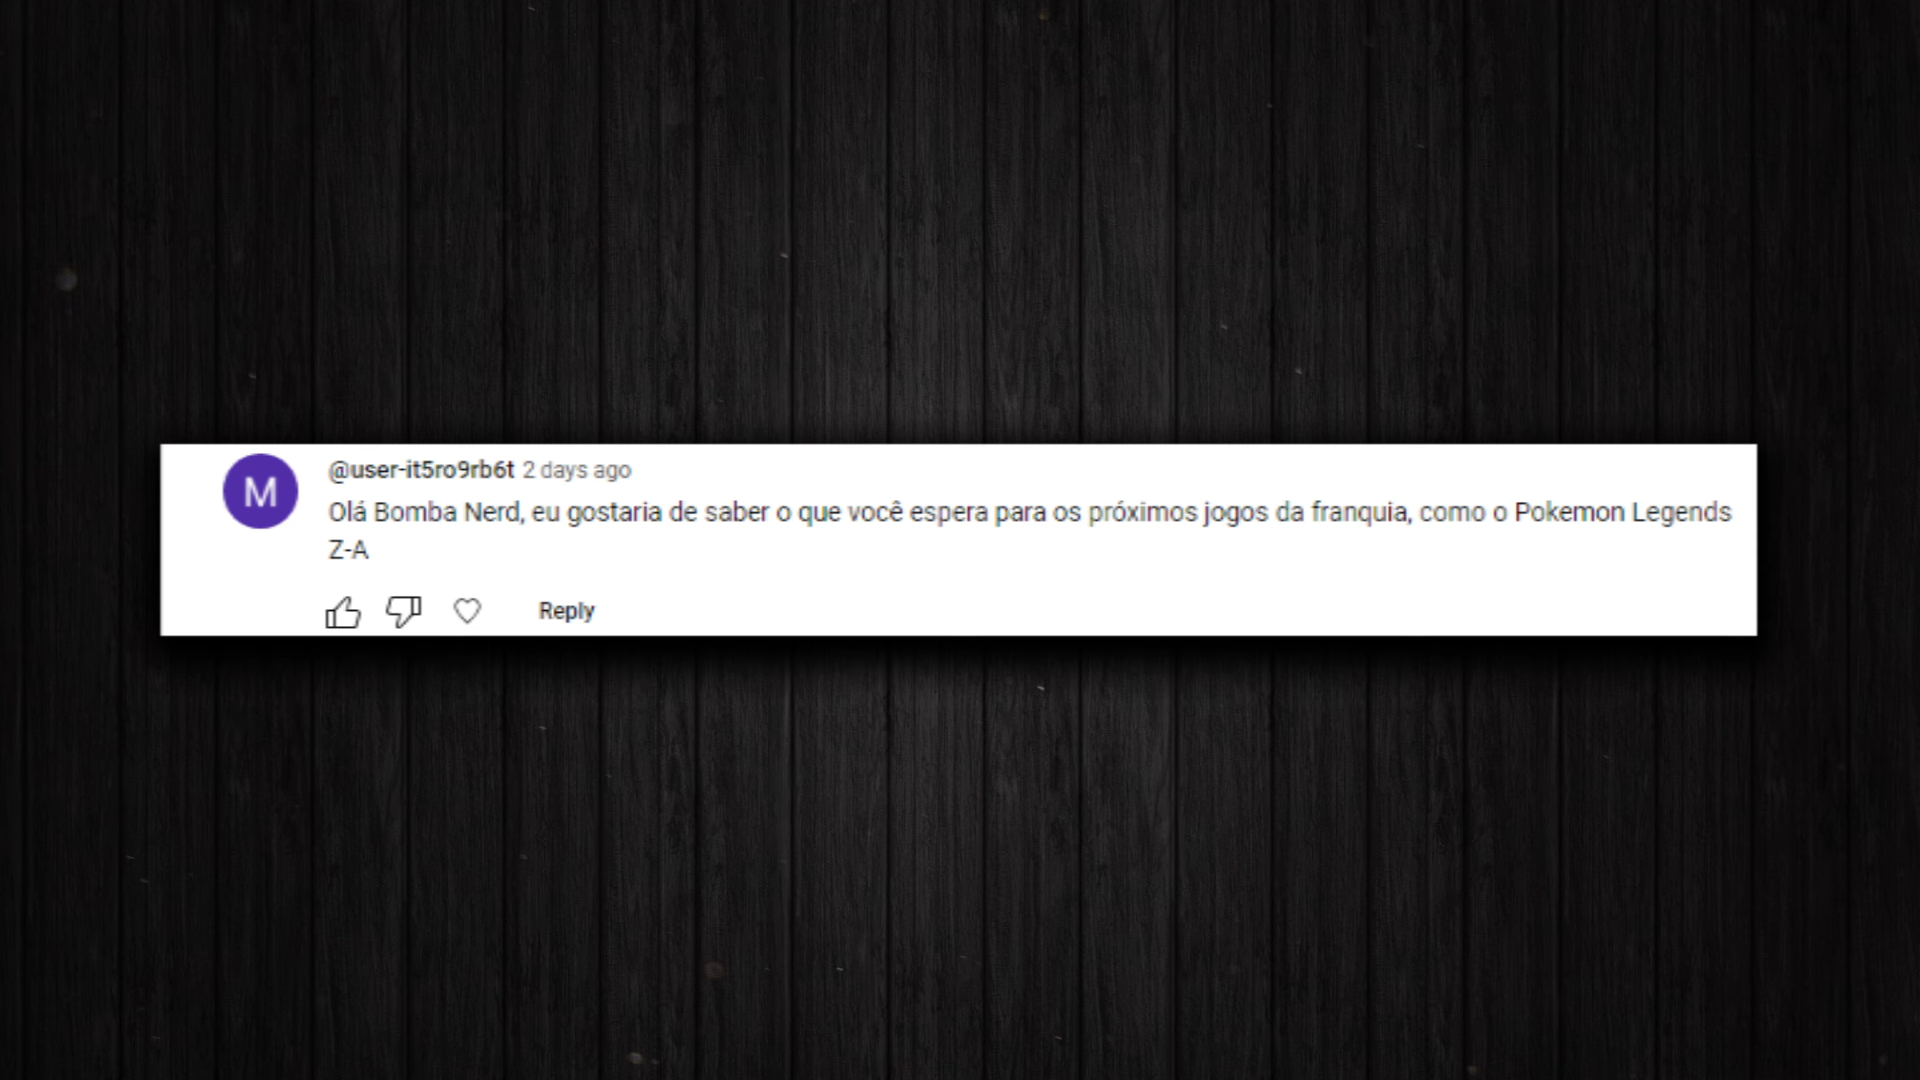 M
@user-it5ro9rb6t 2 days ago
Olá Bomba Nerd, eu gostaria de saber o que você espera para os próximos jogos da franquia, como o Pokemon Legends
Z-A
Reply